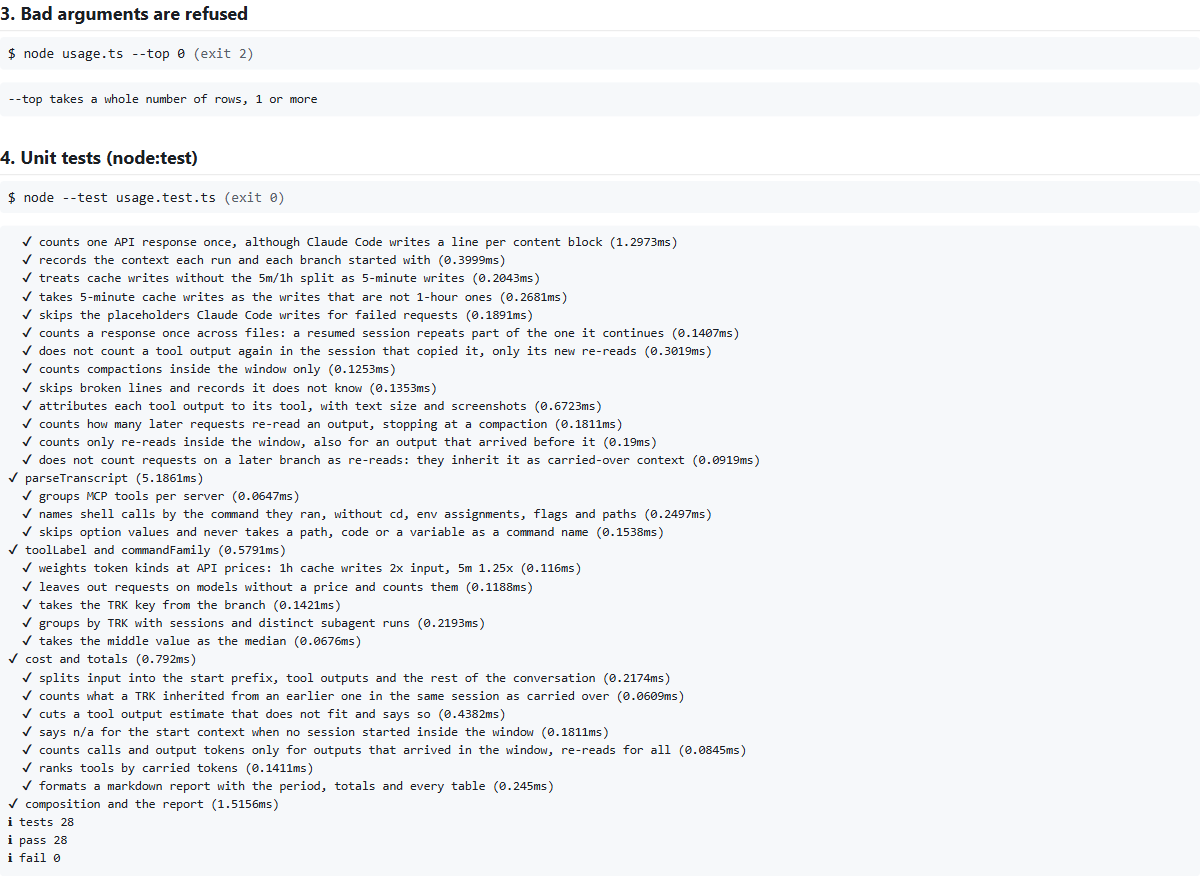 3. Bad arguments are refused
$ node usage.ts --top 0 (exit 2)
--top takes a whole number of rows, 1 or more
4. Unit tests (node:test)
$ node --test usage.test.ts (exit 0)
✓ counts one API response once, although Claude Code writes a line per content block (1.2973ms)
✓ records the context each run and each branch started with (0.3999ms)
✓ treats cache writes without the 5m/1h split as 5-minute writes (0.2043ms)
✓ takes 5-minute cache writes as the writes that are not 1-hour ones (0.2681ms)
✓ skips the placeholders Claude Code writes for failed requests (0.1891ms)
✓ counts a response once across files: a resumed session repeats part of the one it continues (0.1407ms)
✓ does not count a tool output again in the session that copied it, only its new re-reads (0.3019ms)
✓ counts compactions inside the window only (0.1253ms)
✓ skips broken lines and records it does not know (0.1353ms)
✓ attributes each tool output to its tool, with text size and screenshots (0.6723ms)
✓ counts how many later requests re-read an output, stopping at a compaction (0.1811ms)
✓ counts only re-reads inside the window, also for an output that arrived before it (0.19ms)
✓ does not count requests on a later branch as re-reads: they inherit it as carried-over context (0.0919ms)
✓ parseTranscript (5.1861ms)
✓ groups MCP tools per server (0.0647ms)
✓ names shell calls by the command they ran, without cd, env assignments, flags and paths (0.2497ms)
✓ skips option values and never takes a path, code or a variable as a command name (0.1538ms)
✓ toolLabel and commandFamily (0.5791ms)
✓ weights token kinds at API prices: 1h cache writes 2x input, 5m 1.25x (0.116ms)
✓ leaves out requests on models without a price and counts them (0.1188ms)
✓ takes the TRK key from the branch (0.1421ms)
✓ groups by TRK with sessions and distinct subagent runs (0.2193ms)
✓ takes the middle value as the median (0.0676ms)
✓ cost and totals (0.792ms)
✓ splits input into the start prefix, tool outputs and the rest of the conversation (0.2174ms)
✓ counts what a TRK inherited from an earlier one in the same session as carried over (0.0609ms)
✓ cuts a tool output estimate that does not fit and says so (0.4382ms)
✓ says n/a for the start context when no session started inside the window (0.1811ms)
✓ counts calls and output tokens only for outputs that arrived in the window, re-reads for all (0.0845ms)
✓ ranks tools by carried tokens (0.1411ms)
✓ formats a markdown report with the period, totals and every table (0.245ms)
✓ composition and the report (1.5156ms)
ℹ tests 28
ℹ pass 28
ℹ fail 0